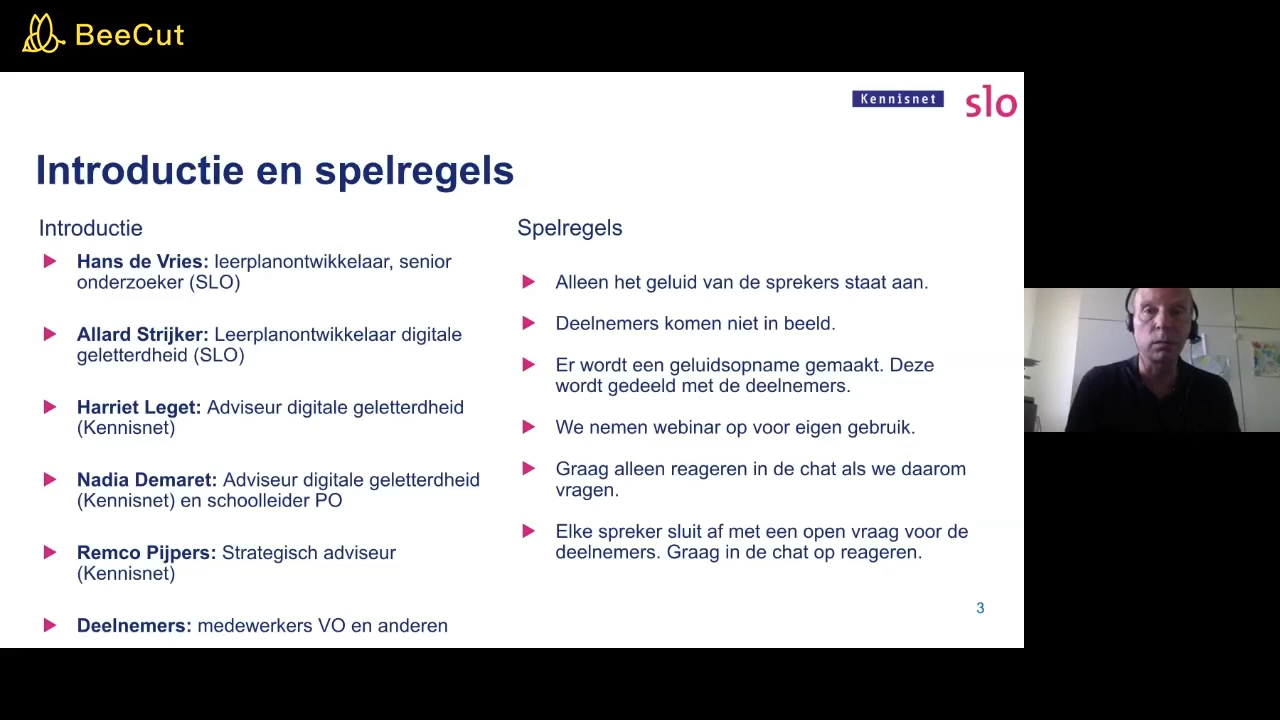 BeeCut
Kennisnet
slo
Introductie en spelregels
Introductie
Hans de Vries: leerplanontwikkelaar, senior
onderzoeker (SLO)
Allard Strijker: Leerplanontwikkelaar digitale
geletterdheid (SLO)
Harriet Leget: Adviseur digitale geletterdheid
(Kennisnet)
Nadia Demaret: Adviseur digitale geletterdheid
(Kennisnet) en schoolleider PO
Remco Pijpers: Strategisch adviseur
(Kennisnet)
Deelnemers: medewerkers VO en anderen
Spelregels
Alleen het geluid van de sprekers staat aan.
Deelnemers komen niet in beeld.
Er wordt een geluidsopname gemaakt. Deze
wordt gedeeld met de deelnemers.
We nemen webinar op voor eigen gebruik.
Graag alleen reageren in de chat als we daarom
vragen.
Elke spreker sluit af met een open vraag voor de
deelnemers. Graag in de chat op reageren.
3